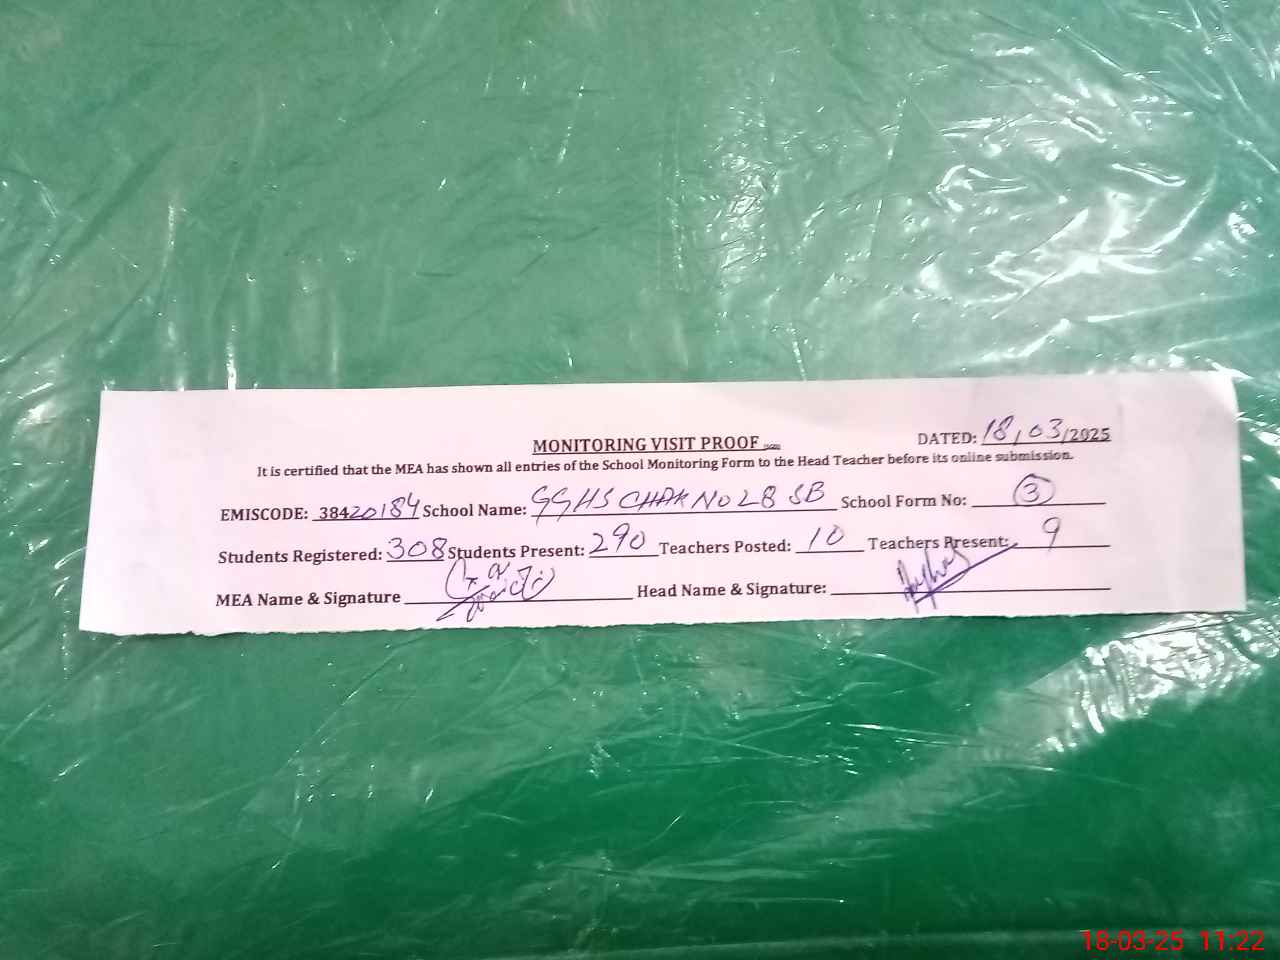 MONITORING VISIT PROOF
DATED: 18/03/2025
It is certified that the MEA has shown all entries of the School Monitoring Form to the Head Teacher before its online submission.
EMISCODE: 38420184 School Name: GGHS CHAK NO 28 SB School Form No: 3
Students Registered: 308 Students Present: 290 Teachers Posted: 10 Teachers Present: 9
MEA Name & Signature Head Name & Signature:
18-03-25 11:22